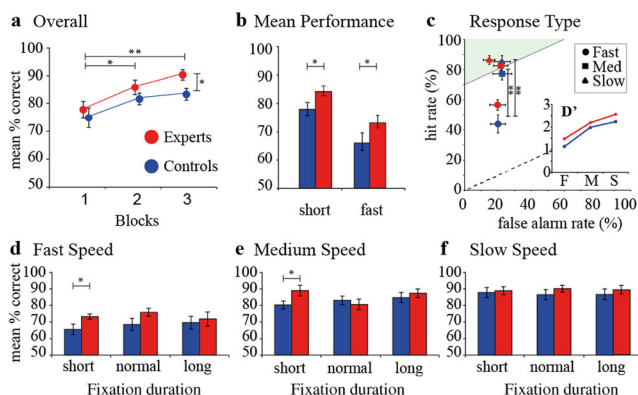 a Overall
mean % correct
100
90
80
70
60
50
**
*
*
Experts
Controls
1 2 3
Blocks
b Mean Performance
100
90
80
70
60
50
*
*
short fast
c Response Type
hit rate (%)
100
80
60
40
20
0
Fast
Med
Slow
**
**
D'
3
2
1
0
F M S
0 20 40 60 80 100
false alarm rate (%)
d Fast Speed
mean % correct
100
90
80
70
60
50
*
short normal long
Fixation duration
e Medium Speed
100
90
80
70
60
50
*
short normal long
Fixation duration
f Slow Speed
100
90
80
70
60
50
short normal long
Fixation duration